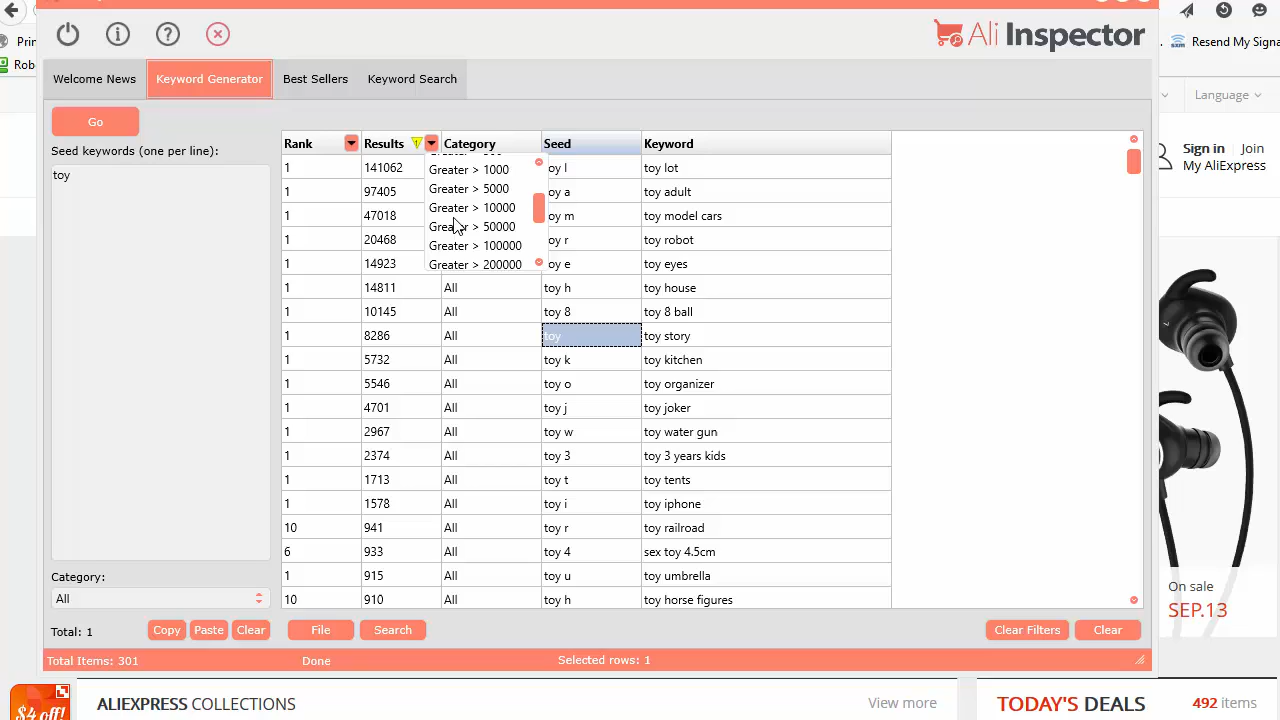 Prin
Rob
Ali Inspector
Resend My Signa
Language
Sign in Join
My AliExpress
Welcome News Keyword Generator Best Sellers Keyword Search
Go
Seed keywords (one per line):
toy
Rank Results Category Seed Keyword
1 141062 toy l toy lot
1 97405 toy a toy adult
1 47018 toy m toy model cars
1 20468 toy r toy robot
1 14923 toy e toy eyes
1 14811 All toy h toy house
1 10145 All toy 8 toy 8 ball
1 8286 All toy toy story
1 5732 All toy k toy kitchen
1 5546 All toy o toy organizer
1 4701 All toy j toy joker
1 2967 All toy w toy water gun
1 2374 All toy 3 toy 3 years kids
1 1713 All toy t toy tents
1 1578 All toy i toy iphone
10 941 All toy r toy railroad
6 933 All toy 4 sex toy 4.5cm
1 915 All toy u toy umbrella
10 910 All toy h toy horse figures
Greater > 1000
Greater > 5000
Greater > 10000
Greater > 50000
Greater > 100000
Greater > 200000
Category:
All
Total: 1 Copy Paste Clear File Search Clear Filters Clear
Total Items: 301 Done Selected rows: 1
On sale
SEP.13
$4 off!
ALIEXPRESS COLLECTIONS View more
TODAY'S DEALS 492 items